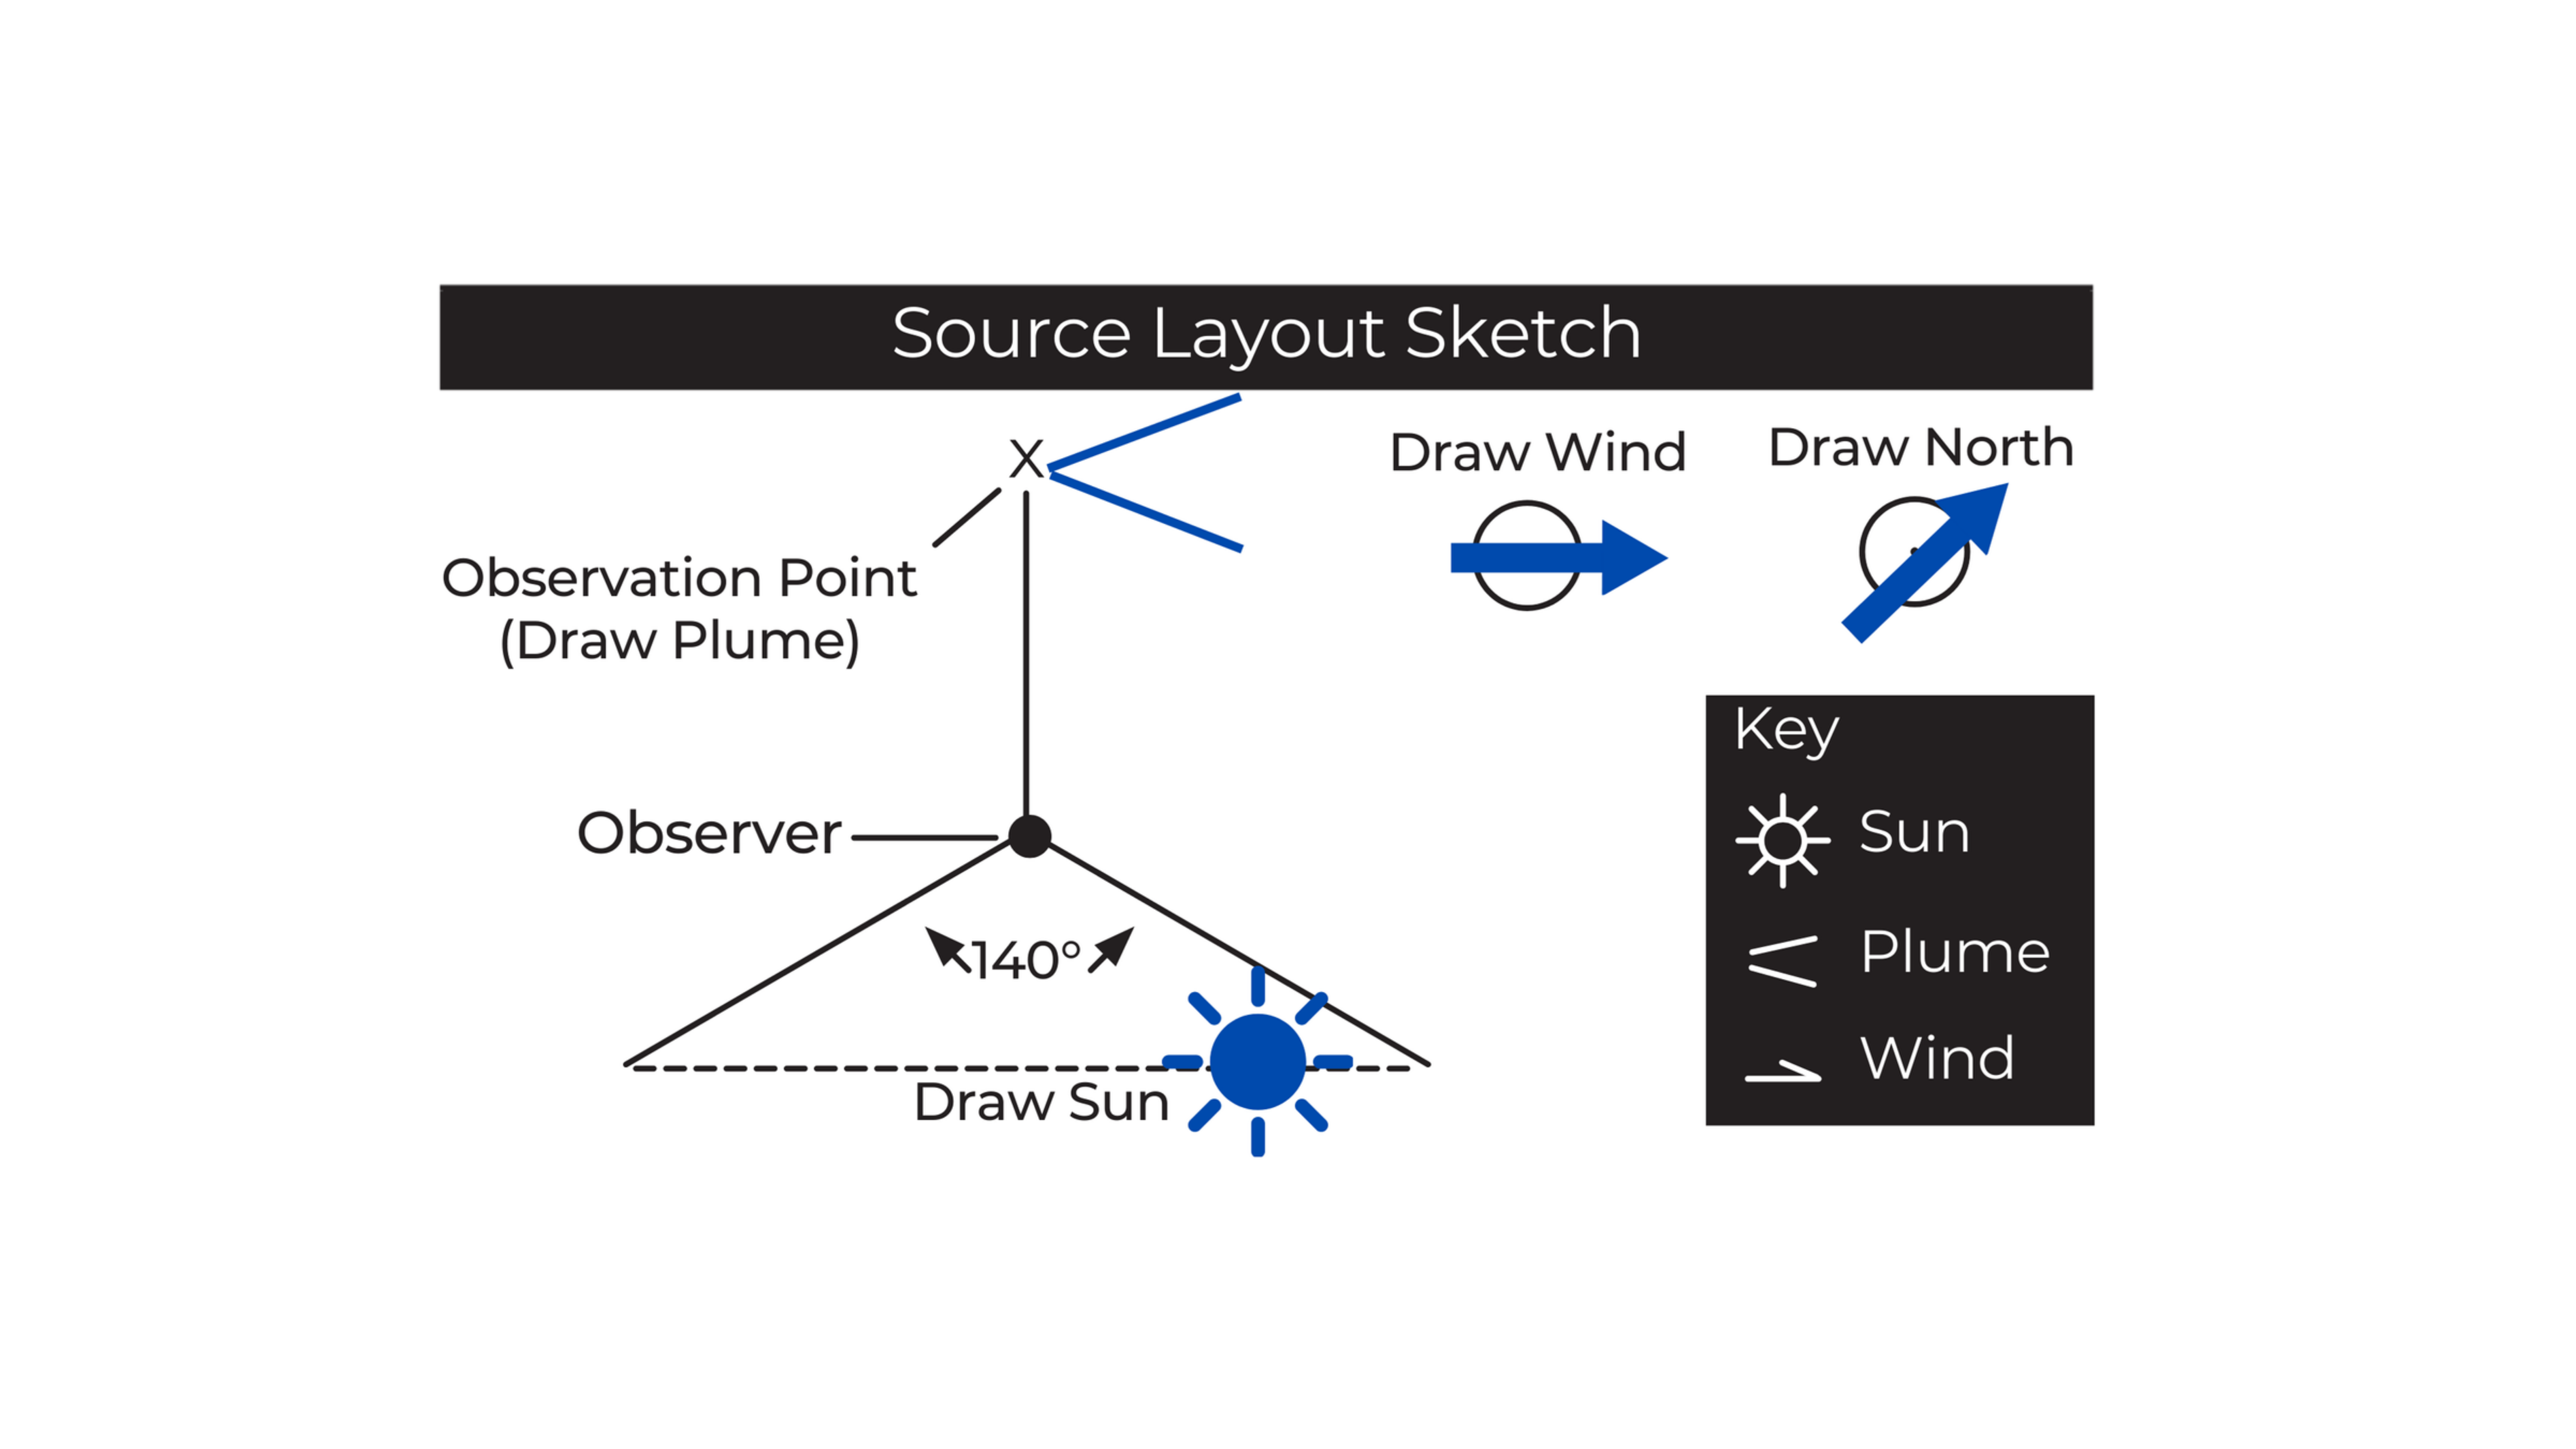 Source Layout Sketch
X
Draw Wind
Draw North
Observation Point
(Draw Plume)
Observer
140°
Draw Sun
Key
Sun
Plume
Wind